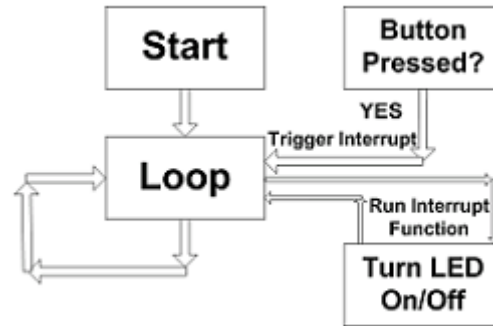 Start
Button
Pressed?
YES
Trigger Interrupt
Loop
Run Interrupt
Function
Turn LED
On/Off